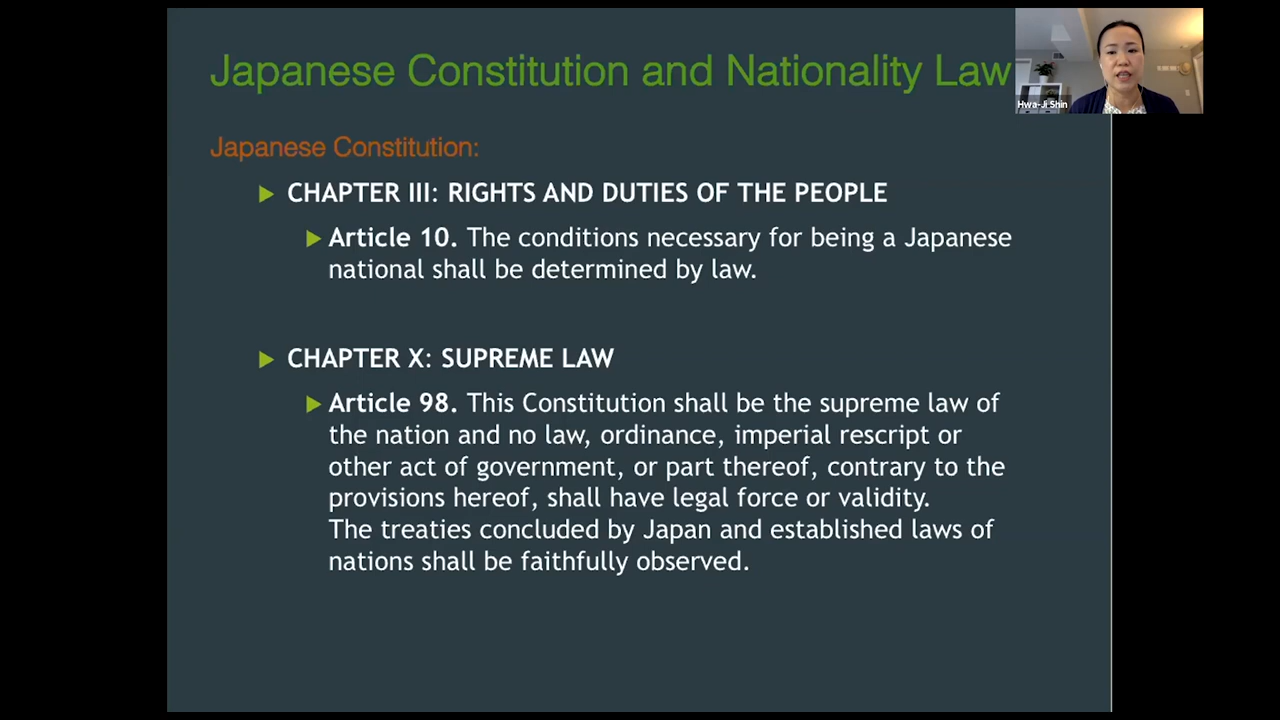 Japanese Constitution and Nationality Law
Hwa-Ji Shin
Japanese Constitution:
CHAPTER III: RIGHTS AND DUTIES OF THE PEOPLE
Article 10. The conditions necessary for being a Japanese
national shall be determined by law.
CHAPTER X: SUPREME LAW
Article 98. This Constitution shall be the supreme law of
the nation and no law, ordinance, imperial rescript or
other act of government, or part thereof, contrary to the
provisions hereof, shall have legal force or validity.
The treaties concluded by Japan and established laws of
nations shall be faithfully observed.